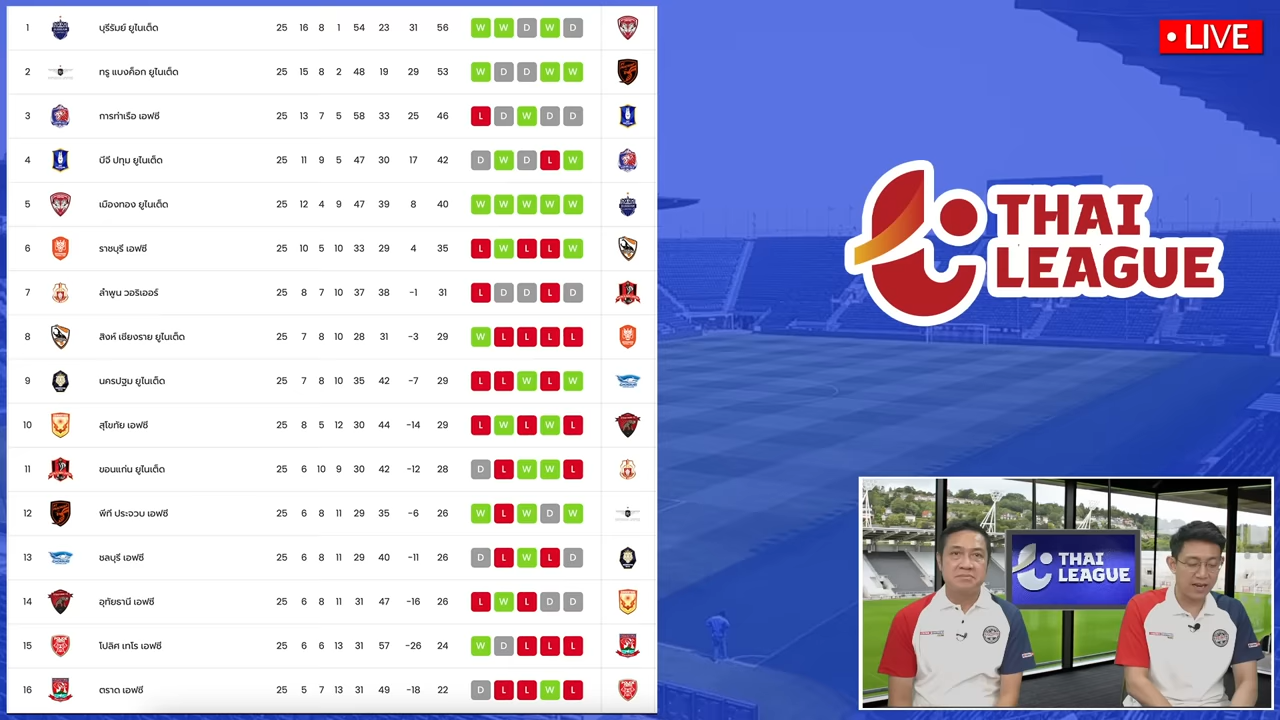 1 บุรีรัมย์ ยูไนเต็ด 25 16 8 1 54 23 31 56 W W D W D
2 ทรู แบงค็อก ยูไนเต็ด 25 15 8 2 48 19 29 53 W D D W W
3 การท่าเรือ เอฟซี 25 13 7 5 58 33 25 46 L D W D D
4 บีจี ปทุม ยูไนเต็ด 25 11 9 5 47 30 17 42 D W D L W
5 เมืองทอง ยูไนเต็ด 25 12 4 9 47 39 8 40 W W W W W
6 ราชบุรี เอฟซี 25 10 5 10 33 29 4 35 L W L L W
7 ลำพูน วอริเออร์ 25 8 7 10 37 38 -1 31 L D D L D
8 สิงห์ เชียงราย ยูไนเต็ด 25 7 8 10 28 31 -3 29 W L L L L
9 นครปฐม ยูไนเต็ด 25 7 8 10 35 42 -7 29 L L W L W
10 สุโขทัย เอฟซี 25 8 5 12 30 44 -14 29 L W L W L
11 ขอนแก่น ยูไนเต็ด 25 6 10 9 30 42 -12 28 D L W W L
12 พีที ประจวบ เอฟซี 25 6 8 11 29 35 -6 26 W L W D W
13 ชลบุรี เอฟซี 25 6 8 11 29 40 -11 26 D L W L D
14 อุทัยธานี เอฟซี 25 6 8 11 31 47 -16 26 L W L D D
15 โปลิศ เทโร เอฟซี 25 6 6 13 31 57 -26 24 W D L L L
16 ตราด เอฟซี 25 5 7 13 31 49 -18 22 D L L W L
LIVE
THAI
LEAGUE
THAI
LEAGUE